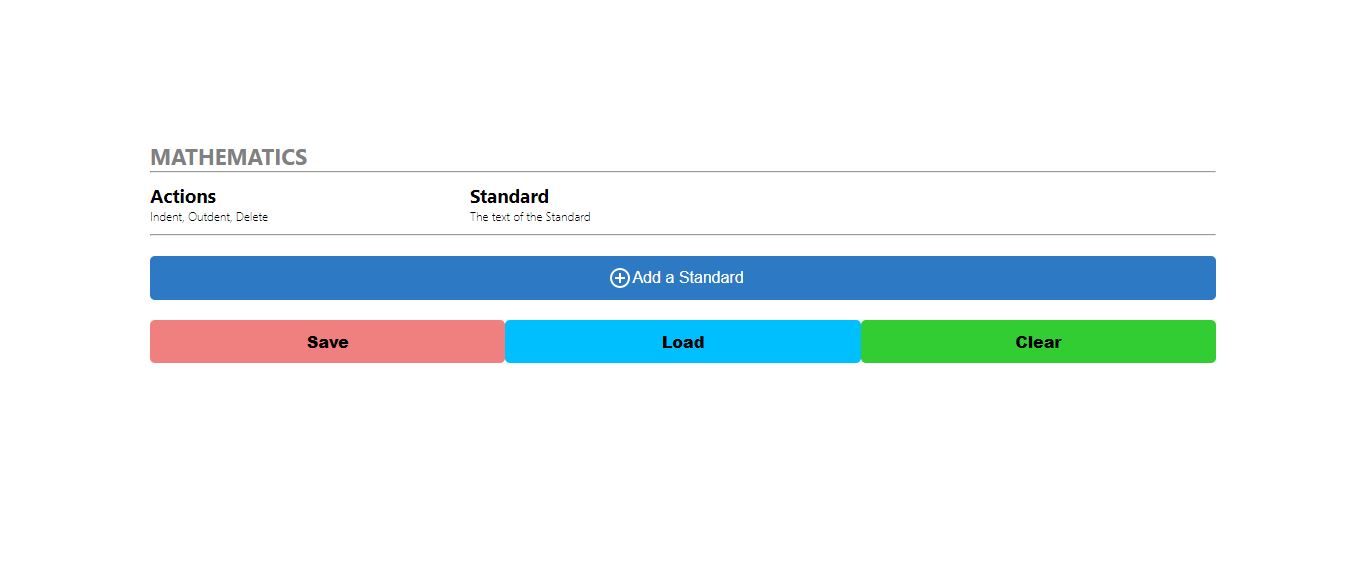 MATHEMATICS
Actions
Indent, Outdent, Delete
Standard
The text of the Standard
Add a Standard
Save
Load
Clear